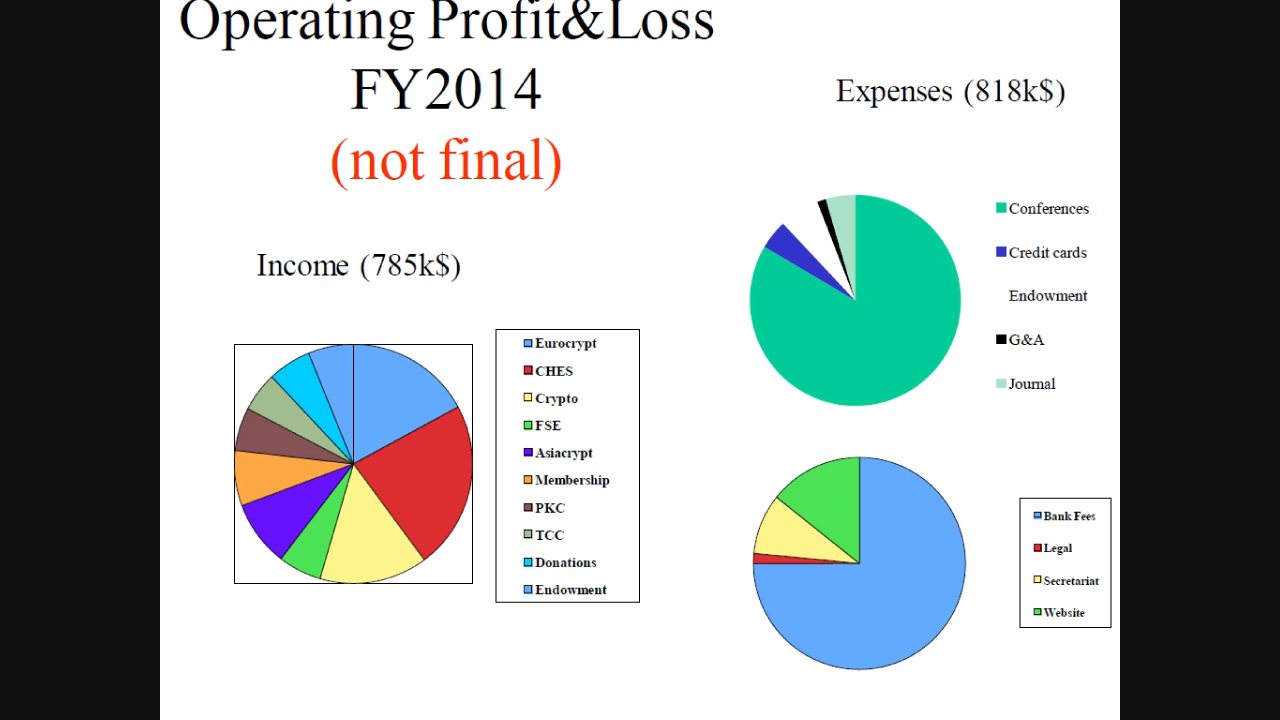 Operating Profit&Loss
FY2014
(not final)
Expenses (818k$)
Conferences
Credit cards
Endowment
G&A
Journal
Income (785k$)
Eurocrypt
CHES
Crypto
FSE
Asiacrypt
Membership
PKC
TCC
Donations
Endowment
Bank Fees
Legal
Secretariat
Website